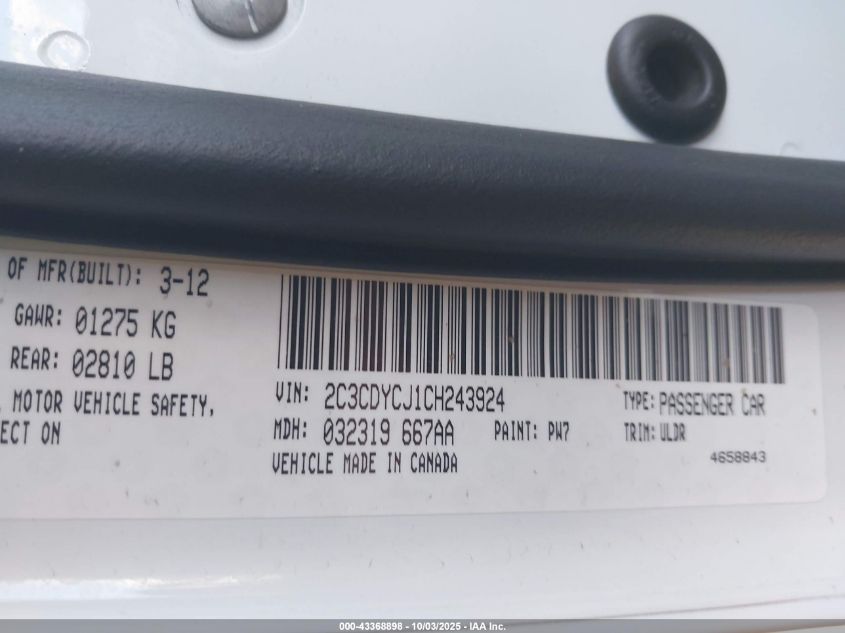 OF MFR(BUILT): 3-12
GAWR: 01275 KG
REAR: 02810 LB
MOTOR VEHICLE SAFETY,
ECT ON
VIN: 2C3CDYCJ1CH243924
TYPE: PASSENGER CAR
MDH: 032319 667AA
PAINT: PW7
TRIM: ULDR
VEHICLE MADE IN CANADA
4658843
000-43368898 - 10/03/2025 - IAA Inc.